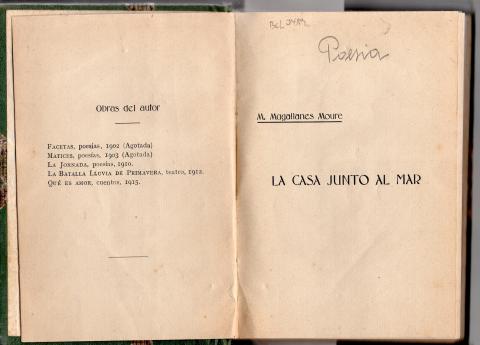 Obras del autor
FACETAS, poesías, 1902 (Agotada)
MATICES, poesías, 1903 (Agotada)
LA JORNADA, poesías, 1910.
LA BATALLA LLUVIA DE PRIMAVERA, teatro, 1912.
QUÉ ES AMOR, cuentos, 1915.
Poesia
M. Magallanes Moure
LA CASA JUNTO AL MAR